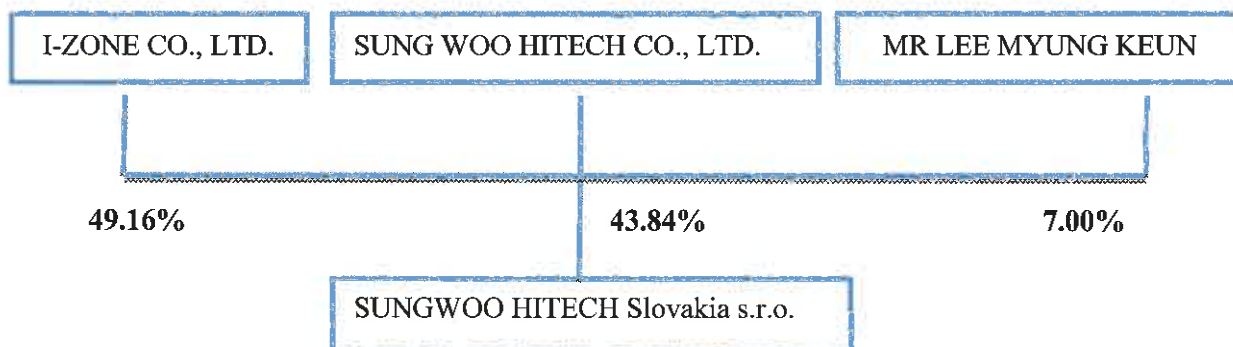 I-ZONE CO., LTD.
SUNG WOO HITECH CO., LTD.
MR LEE MYUNG KEUN
49.16%
43.84%
7.00%
SUNGWOO HITECH Slovakia s.r.o.